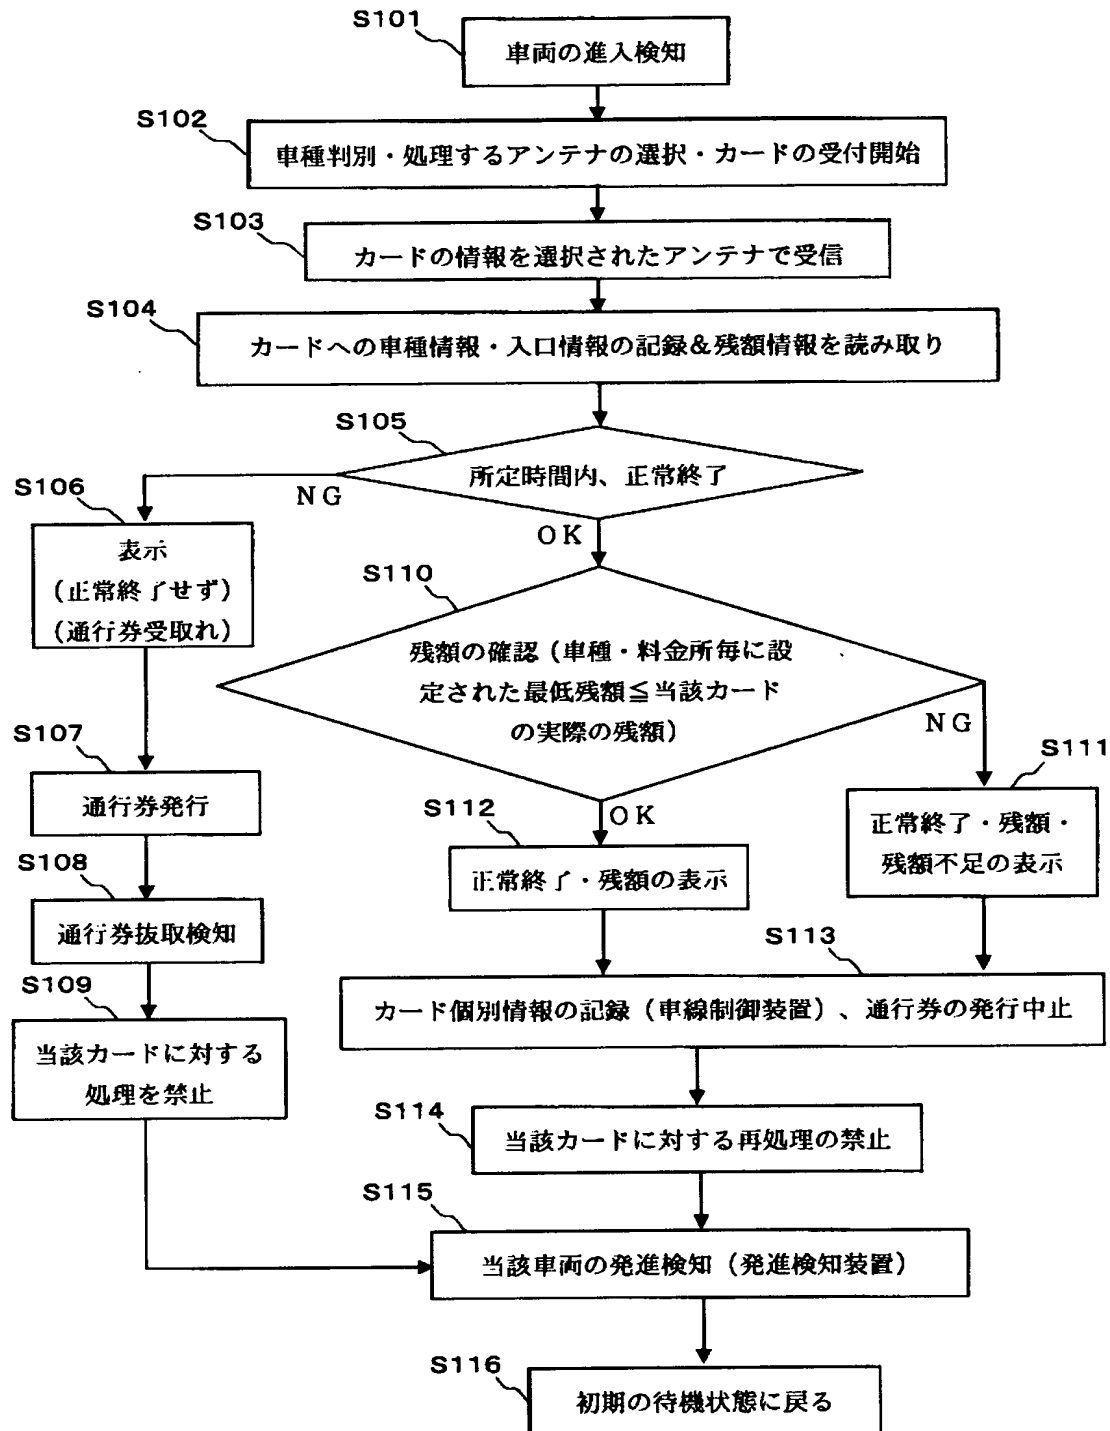 S101
車両の進入検知
S102
車種判別・処理するアンテナの選択・カードの受付開始
S103
カードの情報を選択されたアンテナで受信
S104
カードへの車種情報・入口情報の記録&残額情報を読み取り
S105
所定時間内、正常終了
NG
OK
S106
表示
(正常終了せず)
(通行券受取れ)
S107
通行券発行
S108
通行券抜取検知
S109
当該カードに対する
処理を禁止
S110
残額の確認(車種・料金所毎に設
定された最低残額≦当該カード
の実際の残額)
NG
OK
S111
正常終了・残額・
残額不足の表示
S112
正常終了・残額の表示
S113
カード個別情報の記録(車線制御装置)、通行券の発行中止
S114
当該カードに対する再処理の禁止
S115
当該車両の発進検知(発進検知装置)
S116
初期の待機状態に戻る